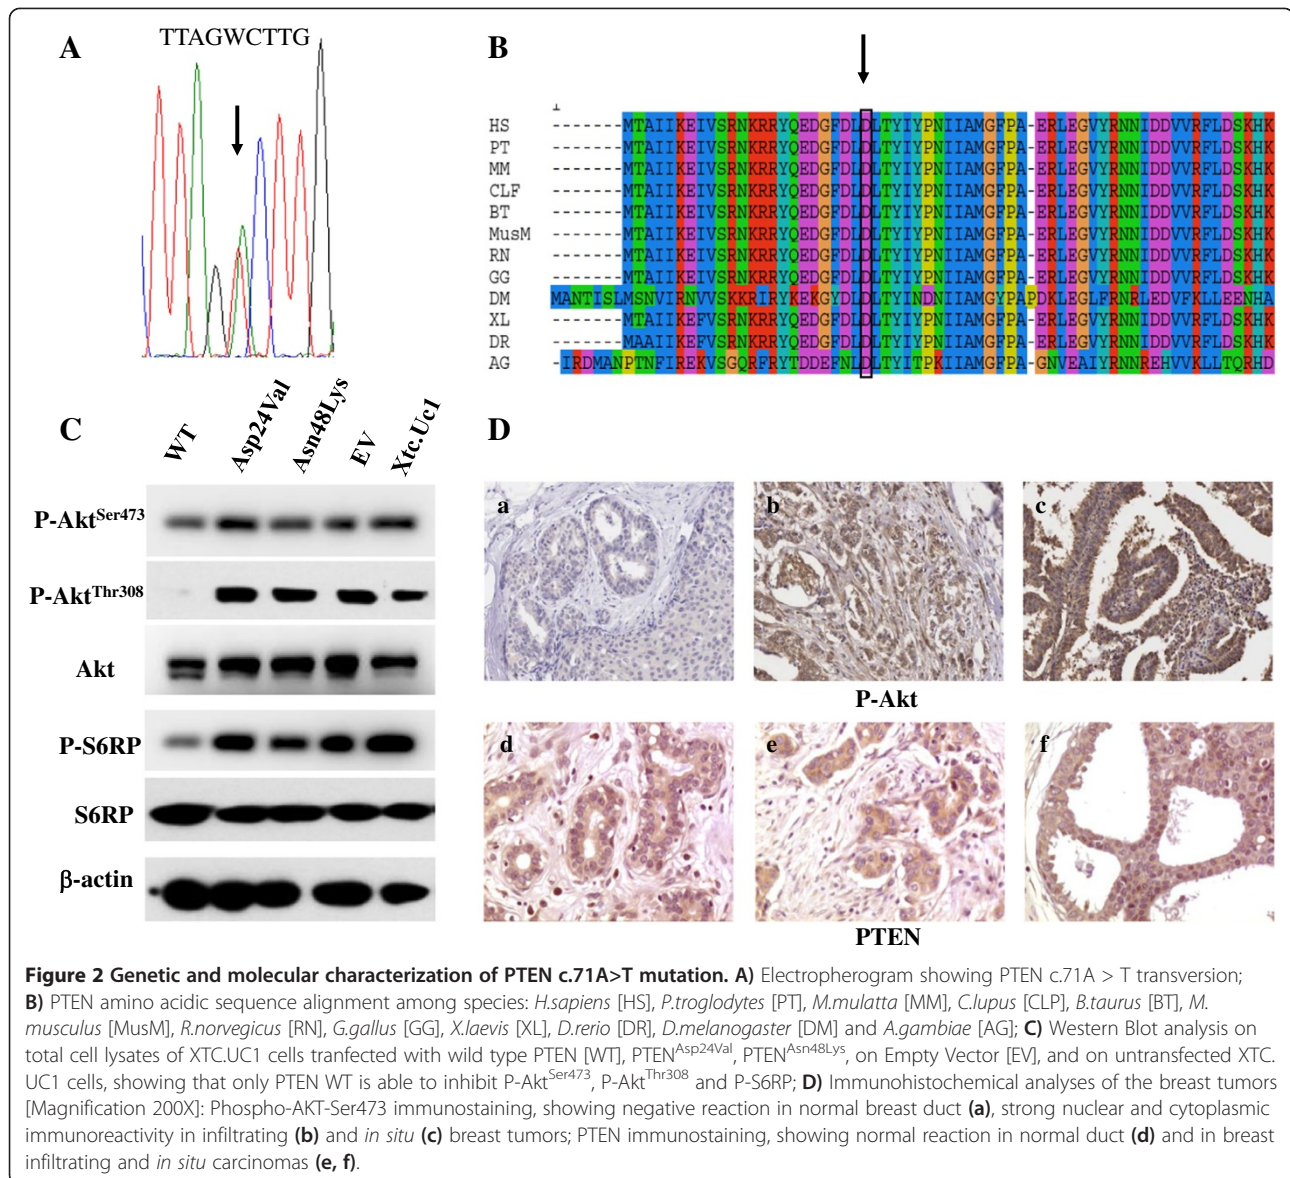 A
TTAGWCTTG
B
1
HS -------MTAIIKEIVSRNKRRYQEDGFDLDLTYIYPNIIAMGFPA-ERLEGVYRNNIDDVVRFLDSKHK
PT -------MTAIIKEIVSRNKRRYQEDGFDLDLTYIYPNIIAMGFPA-ERLEGVYRNNIDDVVRFLDSKHK
MM -------MTAIIKEIVSRNKRRYQEDGFDLDLTYIYPNIIAMGFPA-ERLEGVYRNNIDDVVRFLDSKHK
CLF -------MTAIIKEIVSRNKRRYQEDGFDLDLTYIYPNIIAMGFPA-ERLEGVYRNNIDDVVRFLDSKHK
BT -------MTAIIKEIVSRNKRRYQEDGFDLDLTYIYPNIIAMGFPA-ERLEGVYRNNIDDVVRFLDSKHK
MusM -------MTAIIKEIVSRNKRRYQEDGFDLDLTYIYPNIIAMGFPA-ERLEGVYRNNIDDVVRFLDSKHK
RN -------MTAIIKEIVSRNKRRYQEDGFDLDLTYIYPNIIAMGFPA-ERLEGVYRNNIDDVVRFLDSKHK
GG -------MTAIIKEIVSRNKRRYQEDGFDLDLTYIYPNIIAMGFPA-ERLEGVYRNNIDDVVRFLDSKHK
DM MANTISLMSNVIRNVVSKKRIRYKEKGYDLDLTYINDNIIAMGYPAPDKLEGLFRNRLEDVFKLLEENHA
XL -------MTAIIKEFVSRNKRRYQEDGFDLDLTYIYPNIIAMGFPA-ERLEGVYRNNIDDVVRFLDSKHK
DR -------MAAIIKEIVSRNKRRYQEDGFDLDLTYIYPNIIAMGFPA-ERLEGVYRNNIDDVVRFLDSKHK
AG -IRDMANPTNFIREKVSGQRFRYTDDEFNLDLTYITPKIIAMGFPA-GNVEAIYRNNREHVVKLLTQRHD
C
WT Asp24Val Asn48Lys EV Xtc.Uc1
P-AktSer473
P-AktThr308
Akt
P-S6RP
S6RP
β-actin
D
a b c
P-Akt
d e f
PTEN
Figure 2 Genetic and molecular characterization of PTEN c.71A>T mutation. A) Electropherogram showing PTEN c.71A > T transversion;
B) PTEN amino acidic sequence alignment among species: H.sapiens [HS], P.troglodytes [PT], M.mulatta [MM], C.lupus [CLP], B.taurus [BT], M.
musculus [MusM], R.norvegicus [RN], G.gallus [GG], X.laevis [XL], D.rerio [DR], D.melanogaster [DM] and A.gambiae [AG]; C) Western Blot analysis on
total cell lysates of XTC.UC1 cells tranfected with wild type PTEN [WT], PTENAsp24Val, PTENAsn48Lys, on Empty Vector [EV], and on untransfected XTC.
UC1 cells, showing that only PTEN WT is able to inhibit P-AktSer473, P-AktThr308 and P-S6RP; D) Immunohistochemical analyses of the breast tumors
[Magnification 200X]: Phospho-AKT-Ser473 immunostaining, showing negative reaction in normal breast duct (a), strong nuclear and cytoplasmic
immunoreactivity in infiltrating (b) and in situ (c) breast tumors; PTEN immunostaining, showing normal reaction in normal duct (d) and in breast
infiltrating and in situ carcinomas (e, f).